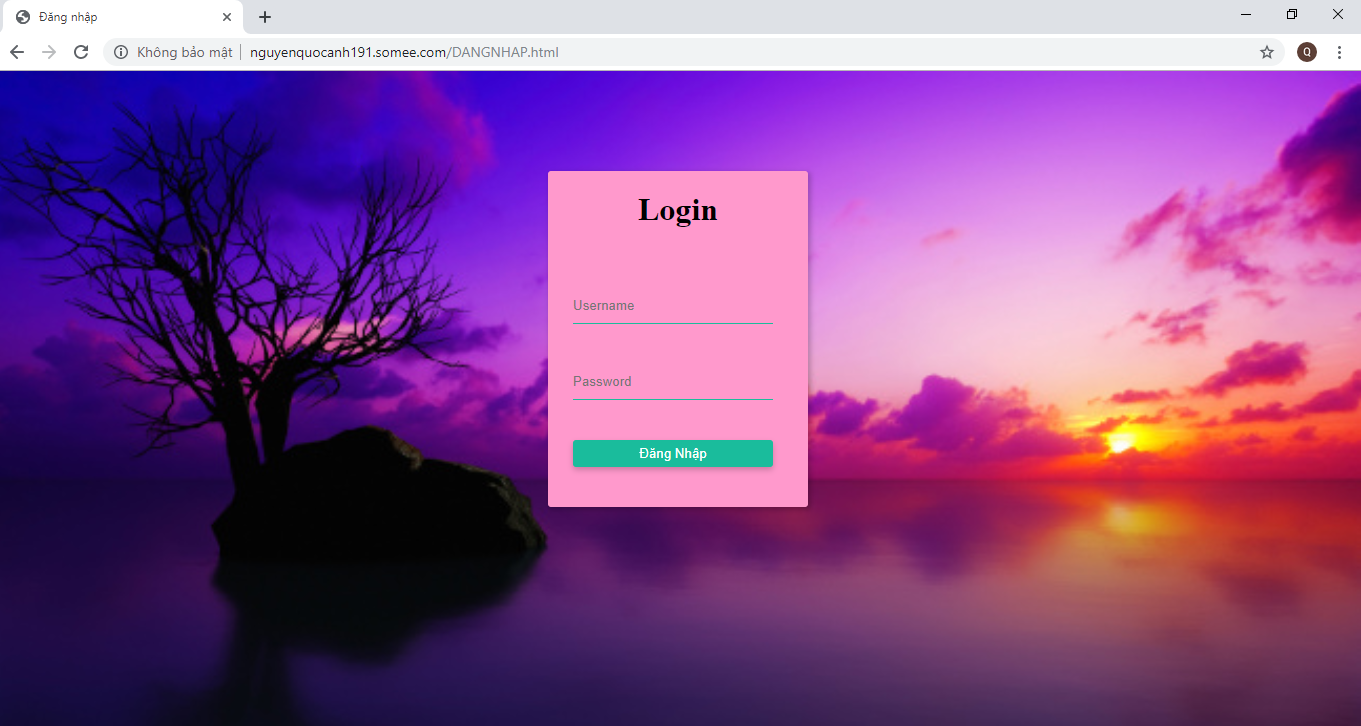 Đăng nhập
Không bảo mật nguyenquocanh191.somee.com/DANGNHAP.html
Q
Login
Username
Password
Đăng Nhập